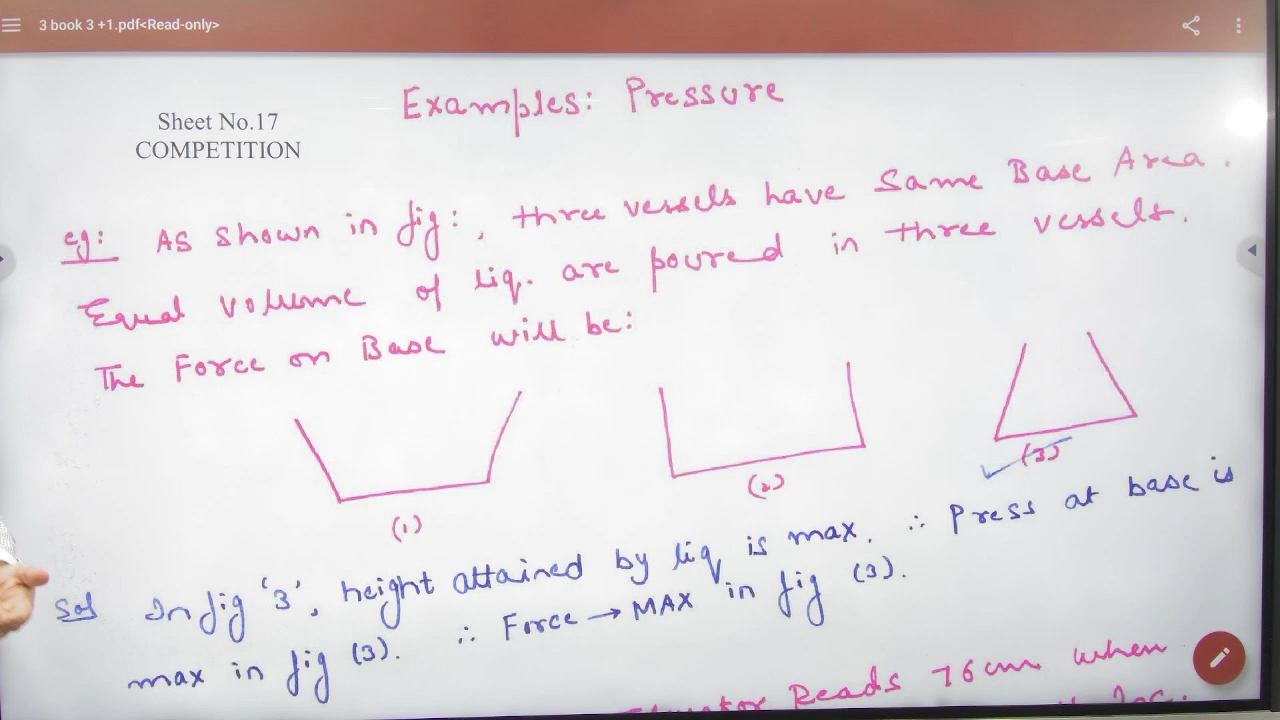 3 book 3 +1.pdf<Read-only>
Examples: Pressure
Sheet No.17
COMPETITION
eg: As shown in fig:, three vessels have same Base Area.
Equal volume of liq. are poured in three vessels.
The Force on Base will be:
(1)
(2)
(3)
Sol In fig '3', height attained by liq is max. ∴ Press at base is
max in fig (3). ∴ Force → MAX in fig (3).
Reads 76cm when